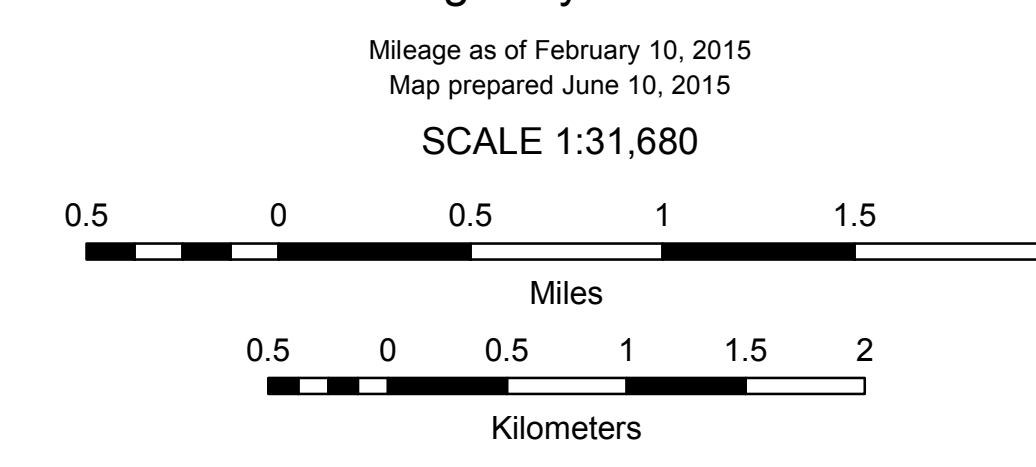 Mileage as of February 10, 2015
Map prepared June 10, 2015
SCALE 1:31,680
0.5 0 0.5 1 1.5
Miles
0.5 0 0.5 1 1.5 2
Kilometers